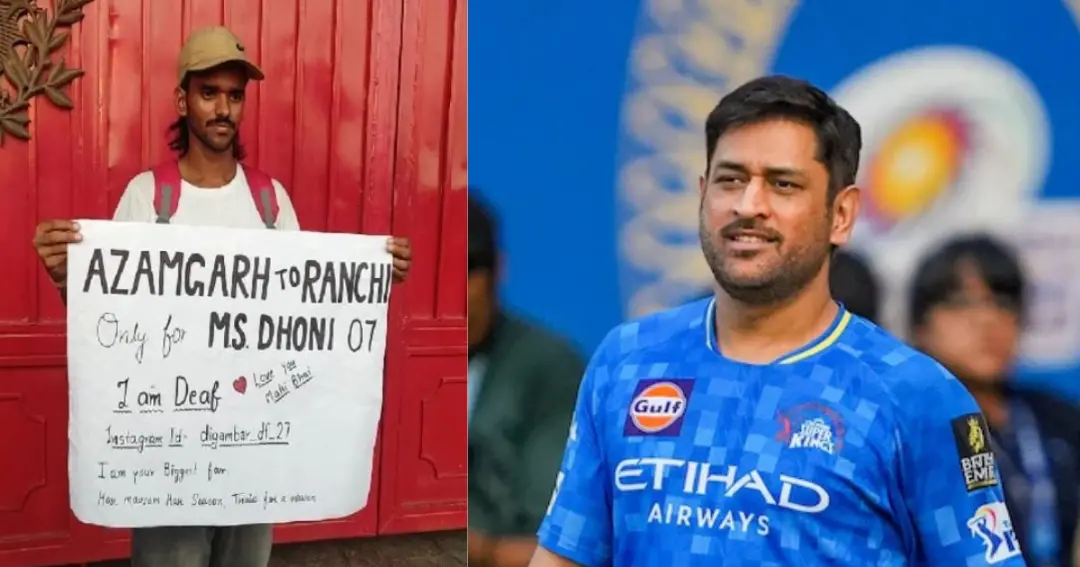 AZAMGARH TO RANCHI
Only for M.S. DHONI 07
I am Deaf ❤ Love you
Mahi Bhai
Instagram Id- digambar_df_27
I am your Biggest fan
Har mausam Har Season, Thala for a reason
Gulf
SUPER
KINGS
ETIHAD
AIRWAYS